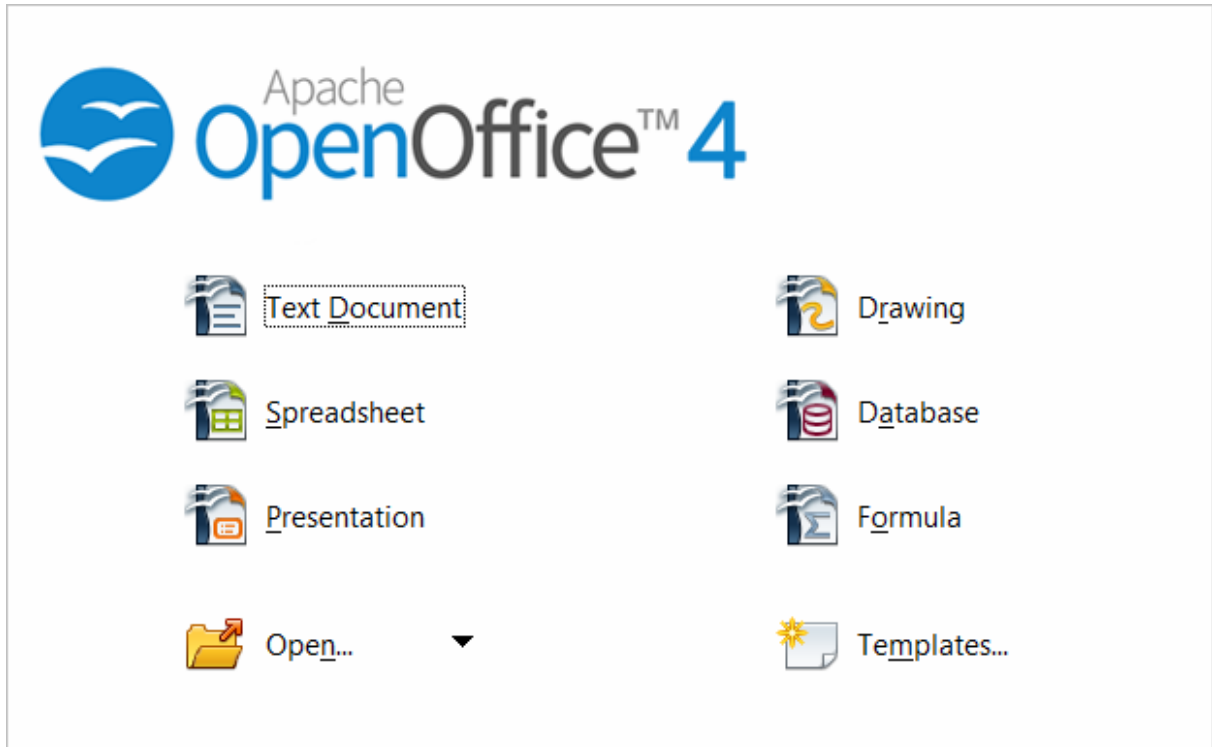 Apache
OpenOffice™ 4
Text Document
Drawing
Spreadsheet
Database
Presentation
Formula
Open...
Templates...